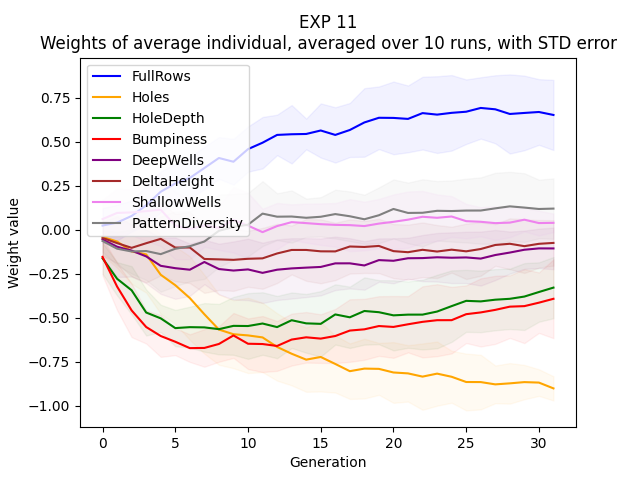 EXP 11
Weights of average individual, averaged over 10 runs, with STD error
Weight value
0.75
0.50
0.25
0.00
−0.25
−0.50
−0.75
−1.00
FullRows
Holes
HoleDepth
Bumpiness
DeepWells
DeltaHeight
ShallowWells
PatternDiversity
0 5 10 15 20 25 30
Generation